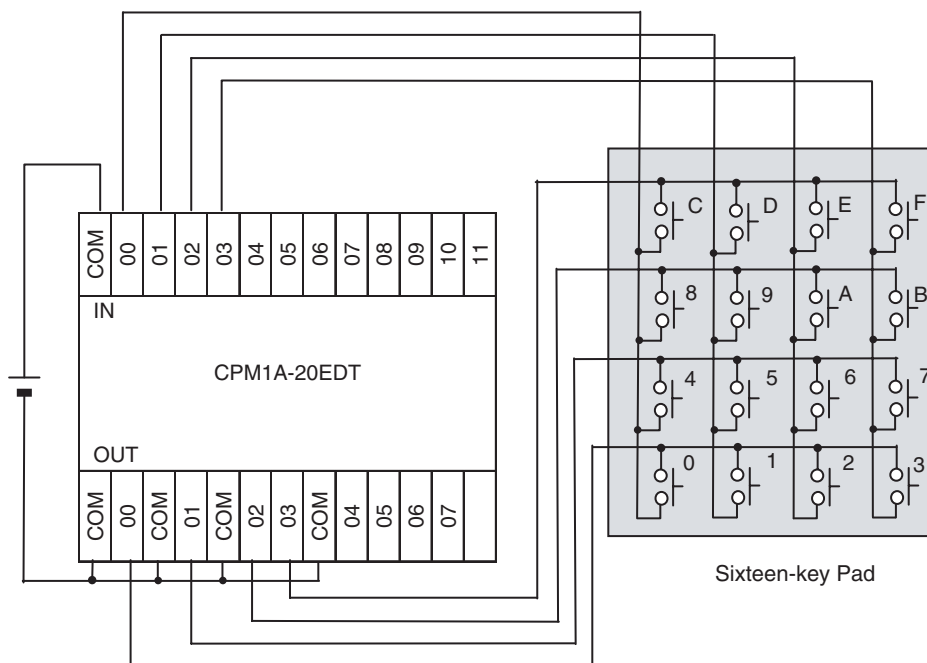 COM 00 01 02 03 04 05 06 07 08 09 10 11
IN
CPM1A-20EDT
OUT
COM 00 COM 01 COM 02 03 COM 04 05 06 07
C D E F
8 9 A B
4 5 6 7
0 1 2 3
Sixteen-key Pad